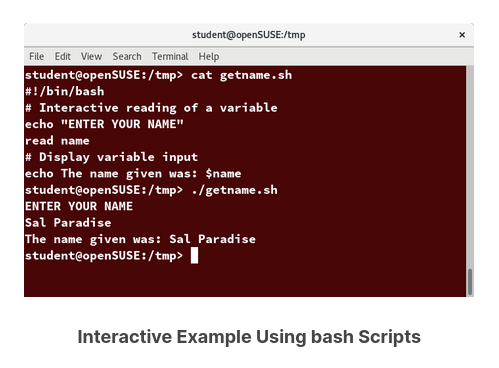 student@openSUSE:/tmp
×
File Edit View Search Terminal Help
student@openSUSE:/tmp> cat getname.sh
#!/bin/bash
# Interactive reading of a variable
echo "ENTER YOUR NAME"
read name
# Display variable input
echo The name given was: $name
student@openSUSE:/tmp> ./getname.sh
ENTER YOUR NAME
Sal Paradise
The name given was: Sal Paradise
student@openSUSE:/tmp>
Interactive Example Using bash Scripts